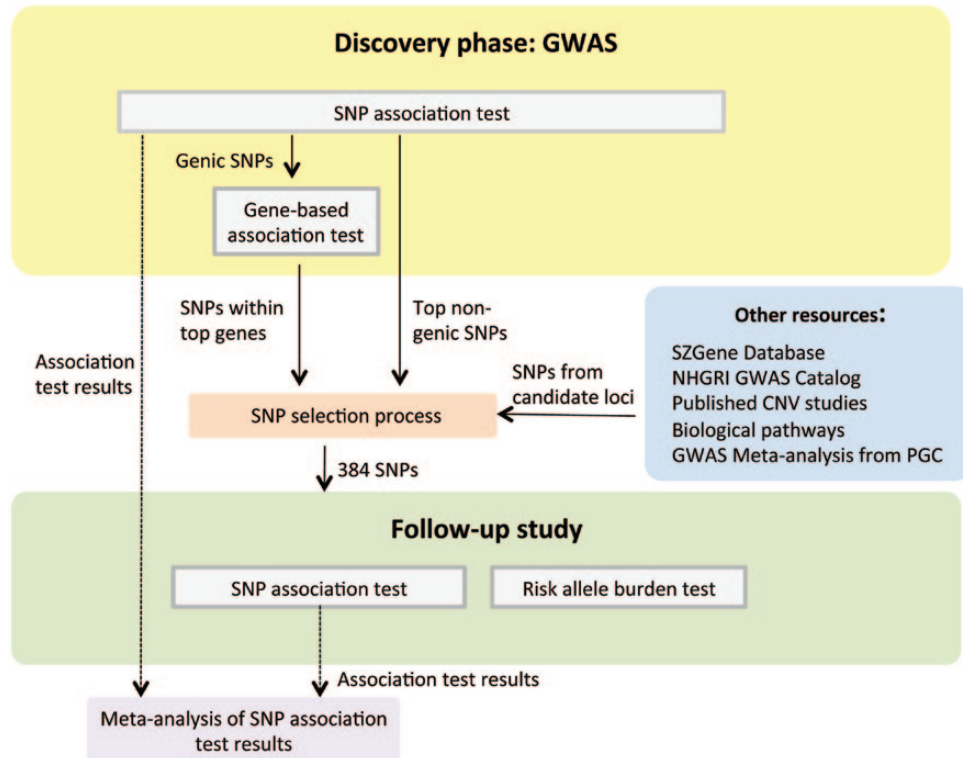 Discovery phase: GWAS
SNP association test
Genic SNPs
Gene-based
association test
SNPs within
top genes
Top non-
genic SNPs
Association
test results
SNPs from
candidate loci
Other resources:
SZGene Database
NHGRI GWAS Catalog
Published CNV studies
Biological pathways
GWAS Meta-analysis from PGC
SNP selection process
384 SNPs
Follow-up study
SNP association test
Risk allele burden test
Association test results
Meta-analysis of SNP association
test results